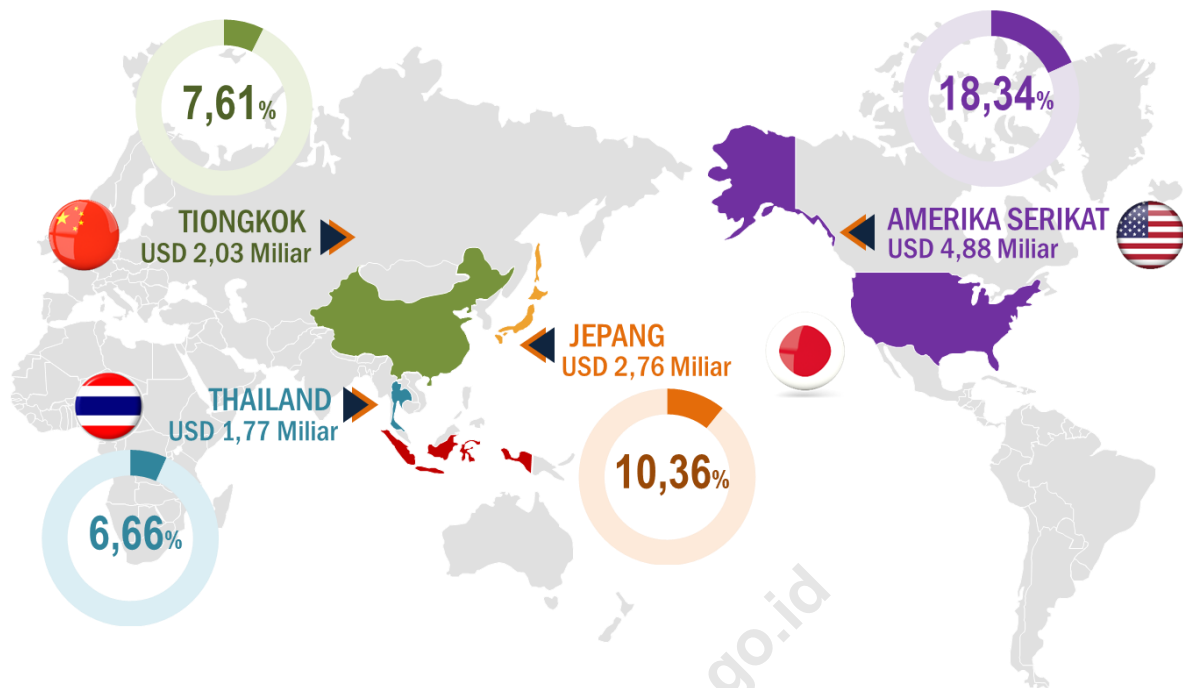 7,61%
TIONGKOK
USD 2,03 Miliar
18,34%
AMERIKA SERIKAT
USD 4,88 Miliar
JEPANG
USD 2,76 Miliar
10,36%
THAILAND
USD 1,77 Miliar
6,66%
go.id